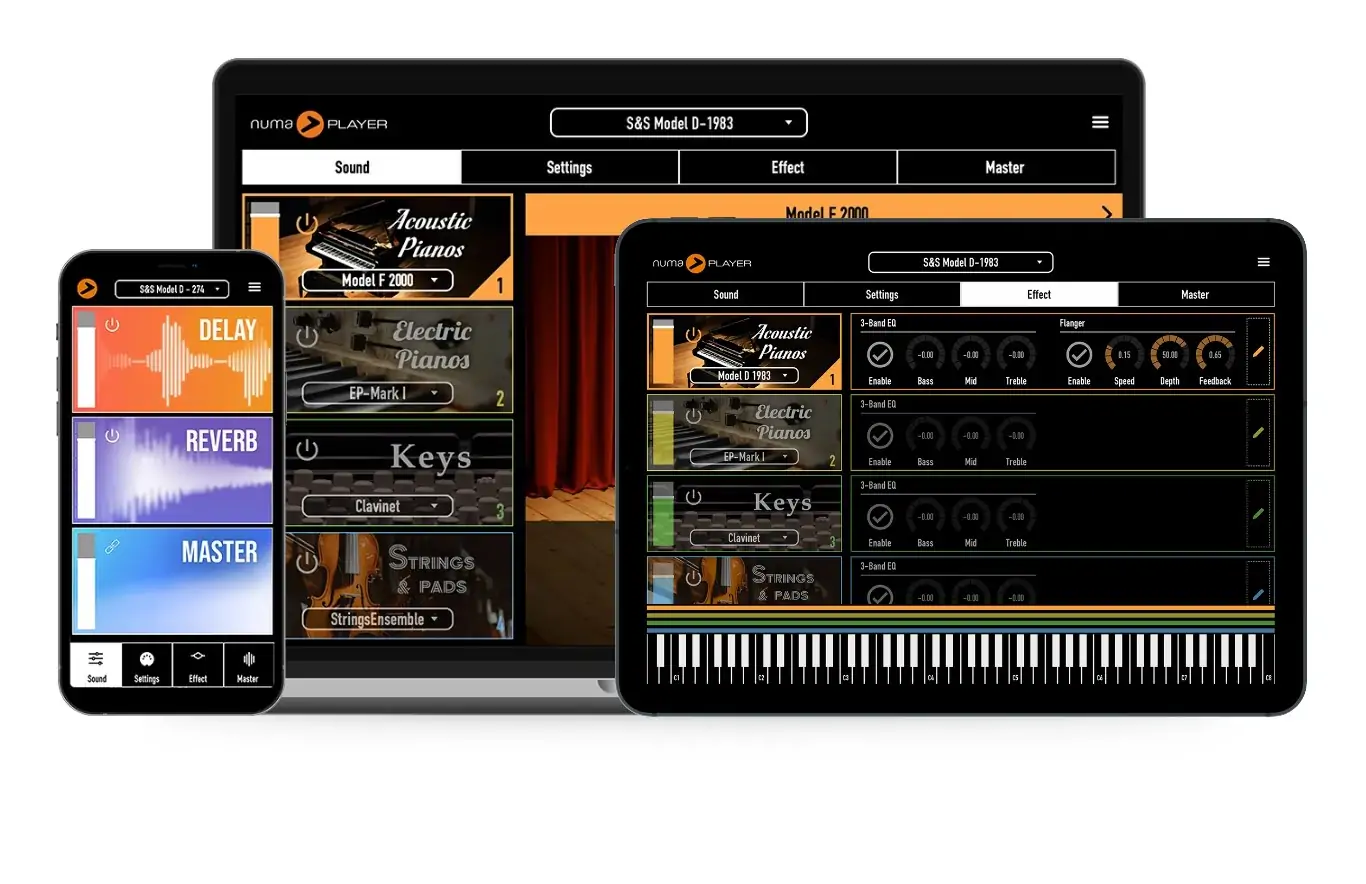 numa PLAYER
S&S Model D-1983
Sound
Settings
Effect
Master
Acoustic
Pianos
Model F 2000
1
Electric
Pianos
EP-Mark I
2
Keys
Clavinet
3
STRINGS
& PADS
StringsEnsemble
4
Model F 2000
S&S Model D - 274
DELAY
REVERB
MASTER
Sound
Settings
Effect
Master
numa PLAYER
S&S Model D-1983
Sound
Settings
Effect
Master
Acoustic
Pianos
Model D 1983
1
3-Band EQ
Flanger
-0.00
-0.00
-0.00
0.15
50.00
0.65
Enable
Bass
Mid
Treble
Enable
Speed
Depth
Feedback
Electric
Pianos
EP-Mark I
2
3-Band EQ
-0.00
-0.00
-0.00
Enable
Bass
Mid
Treble
Keys
Clavinet
3
3-Band EQ
-0.00
-0.00
-0.00
Enable
Bass
Mid
Treble
STRINGS
& PADS
3-Band EQ
-0.00
-0.00
-0.00
C1
C2
C3
C4
C5
C6
C7
C8